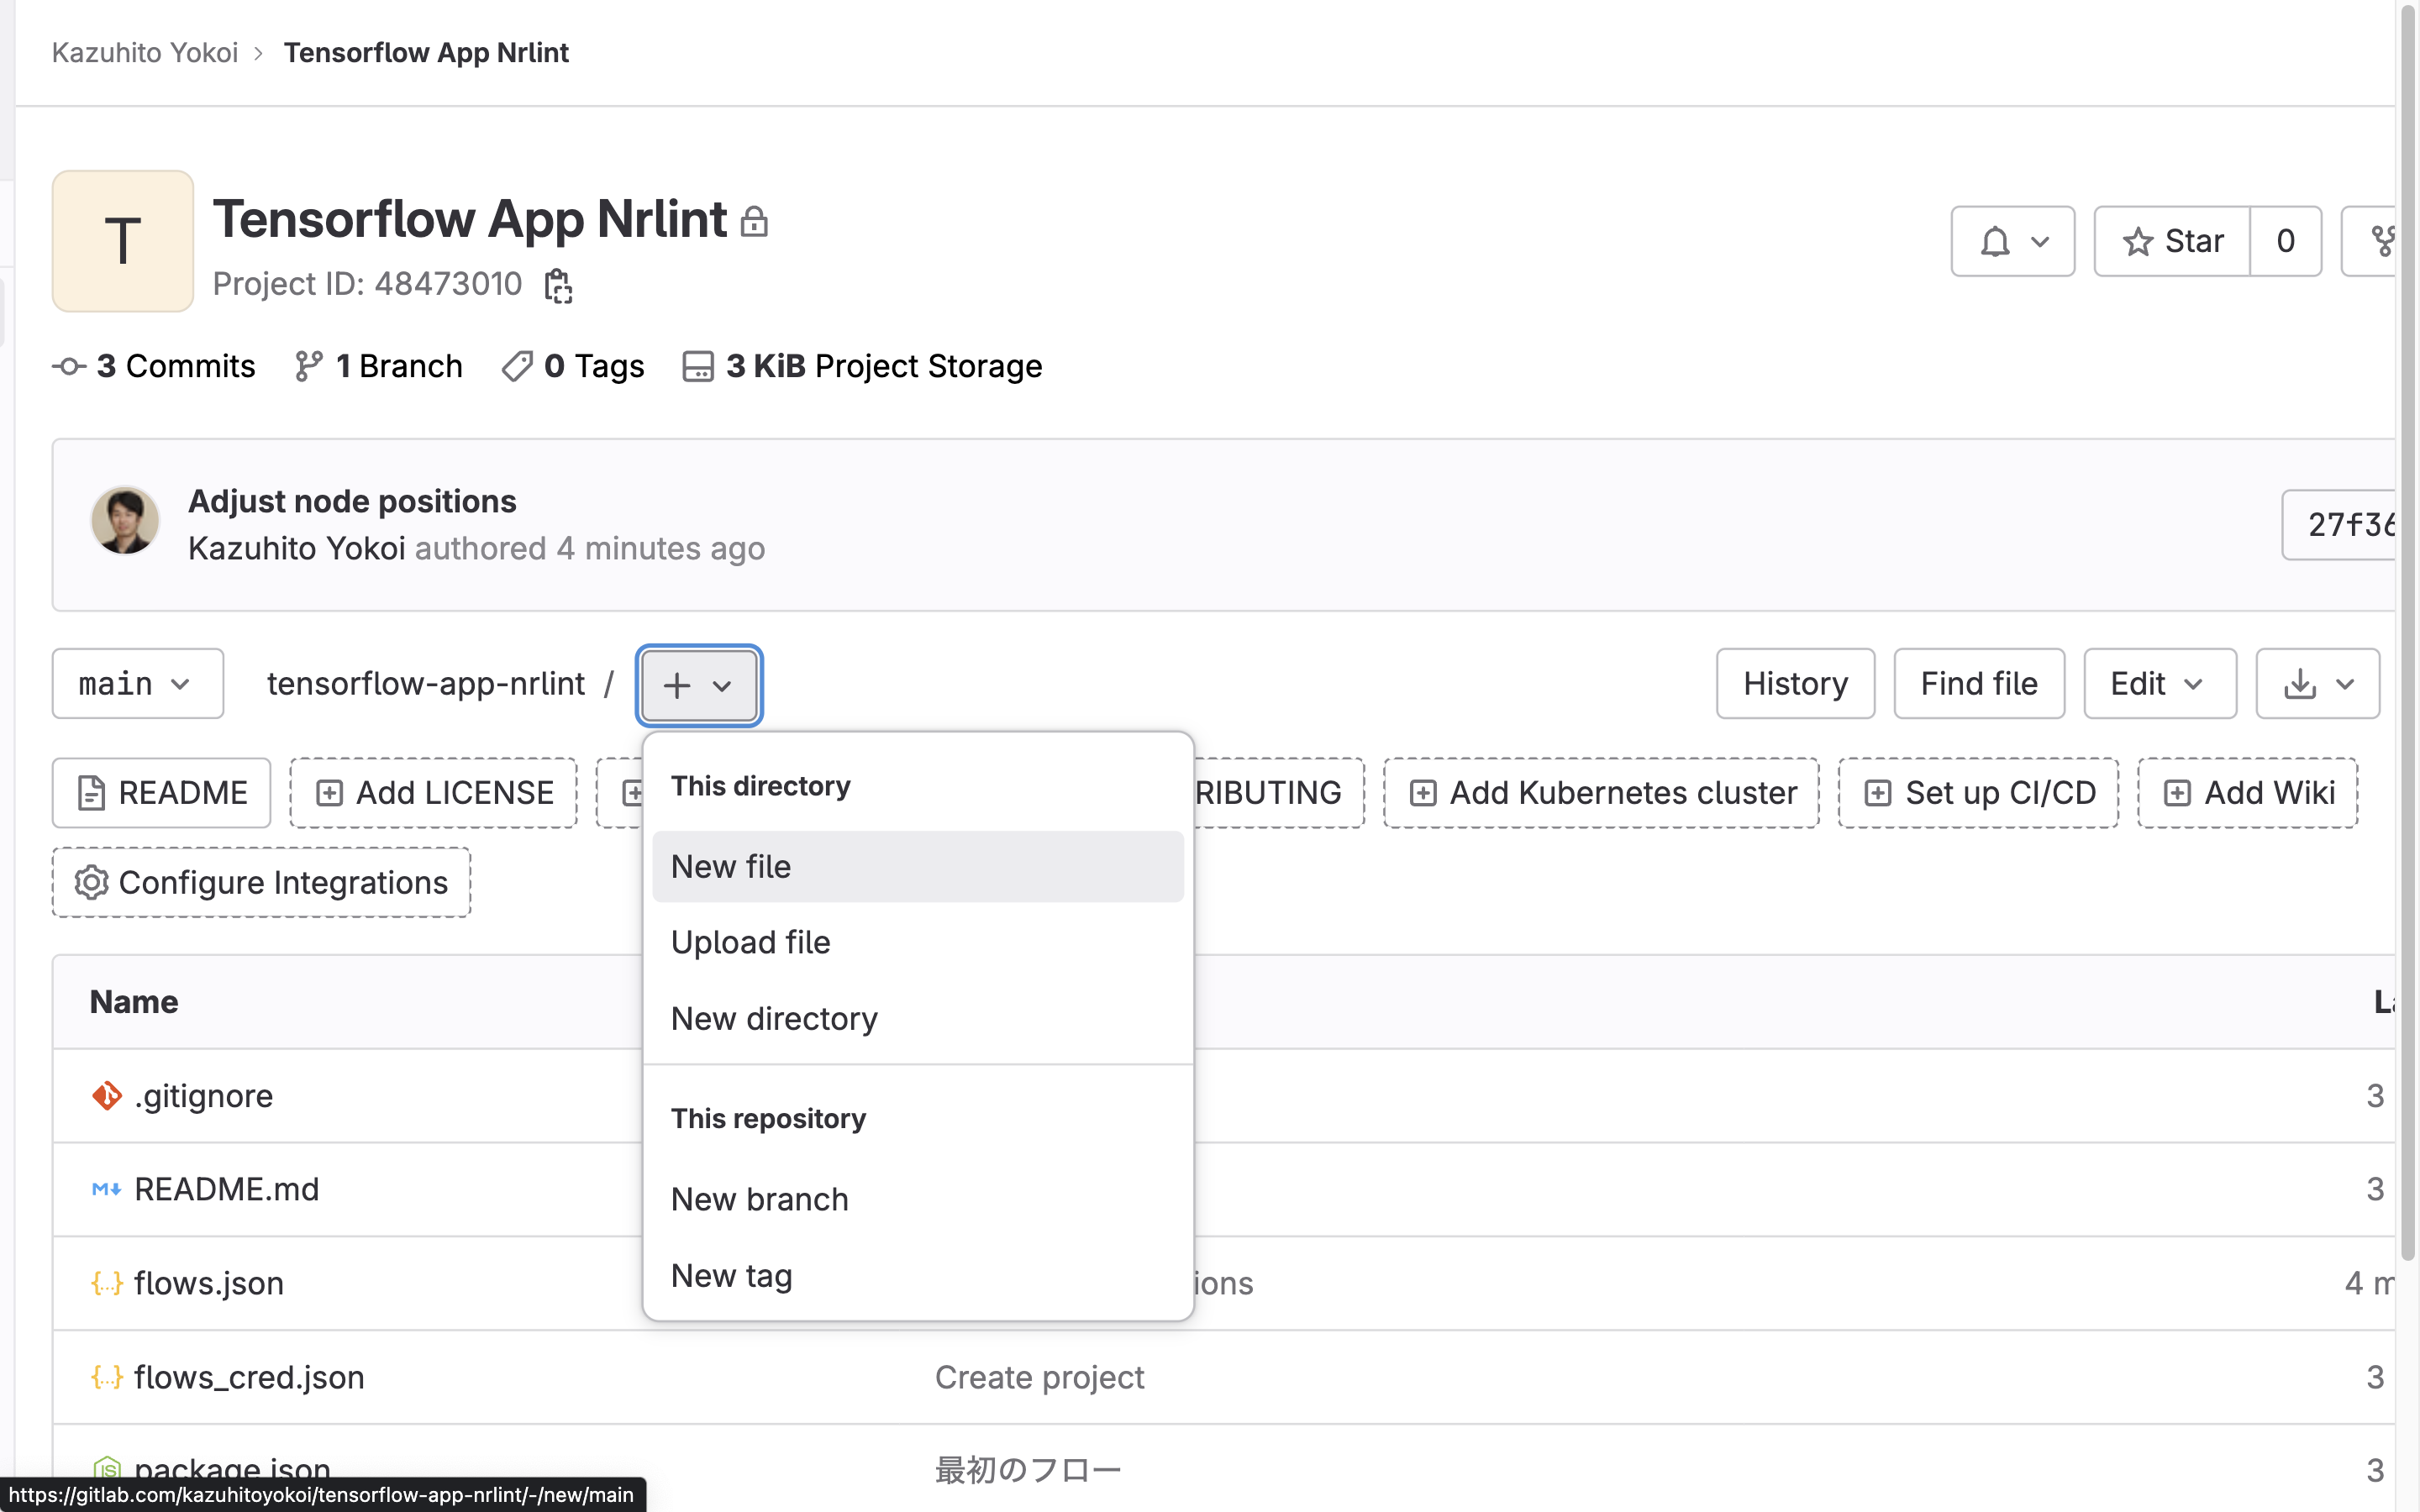 Kazuhito Yokoi › Tensorflow App Nrlint
T
Tensorflow App Nrlint
Project ID: 48473010
Star 0
3 Commits 1 Branch 0 Tags 3 KiB Project Storage
Adjust node positions
Kazuhito Yokoi authored 4 minutes ago
27f36
main tensorflow-app-nrlint / +
History Find file Edit
README Add LICENSE RIBUTING Add Kubernetes cluster Set up CI/CD Add Wiki
Configure Integrations
This directory
New file
Upload file
New directory
This repository
New branch
New tag
Name
.gitignore 3
README.md 3
flows.json ions 4 m
flows_cred.json Create project 3
package.json 最初のフロー 3
https://gitlab.com/kazuhitoyokoi/tensorflow-app-nrlint/-/new/main